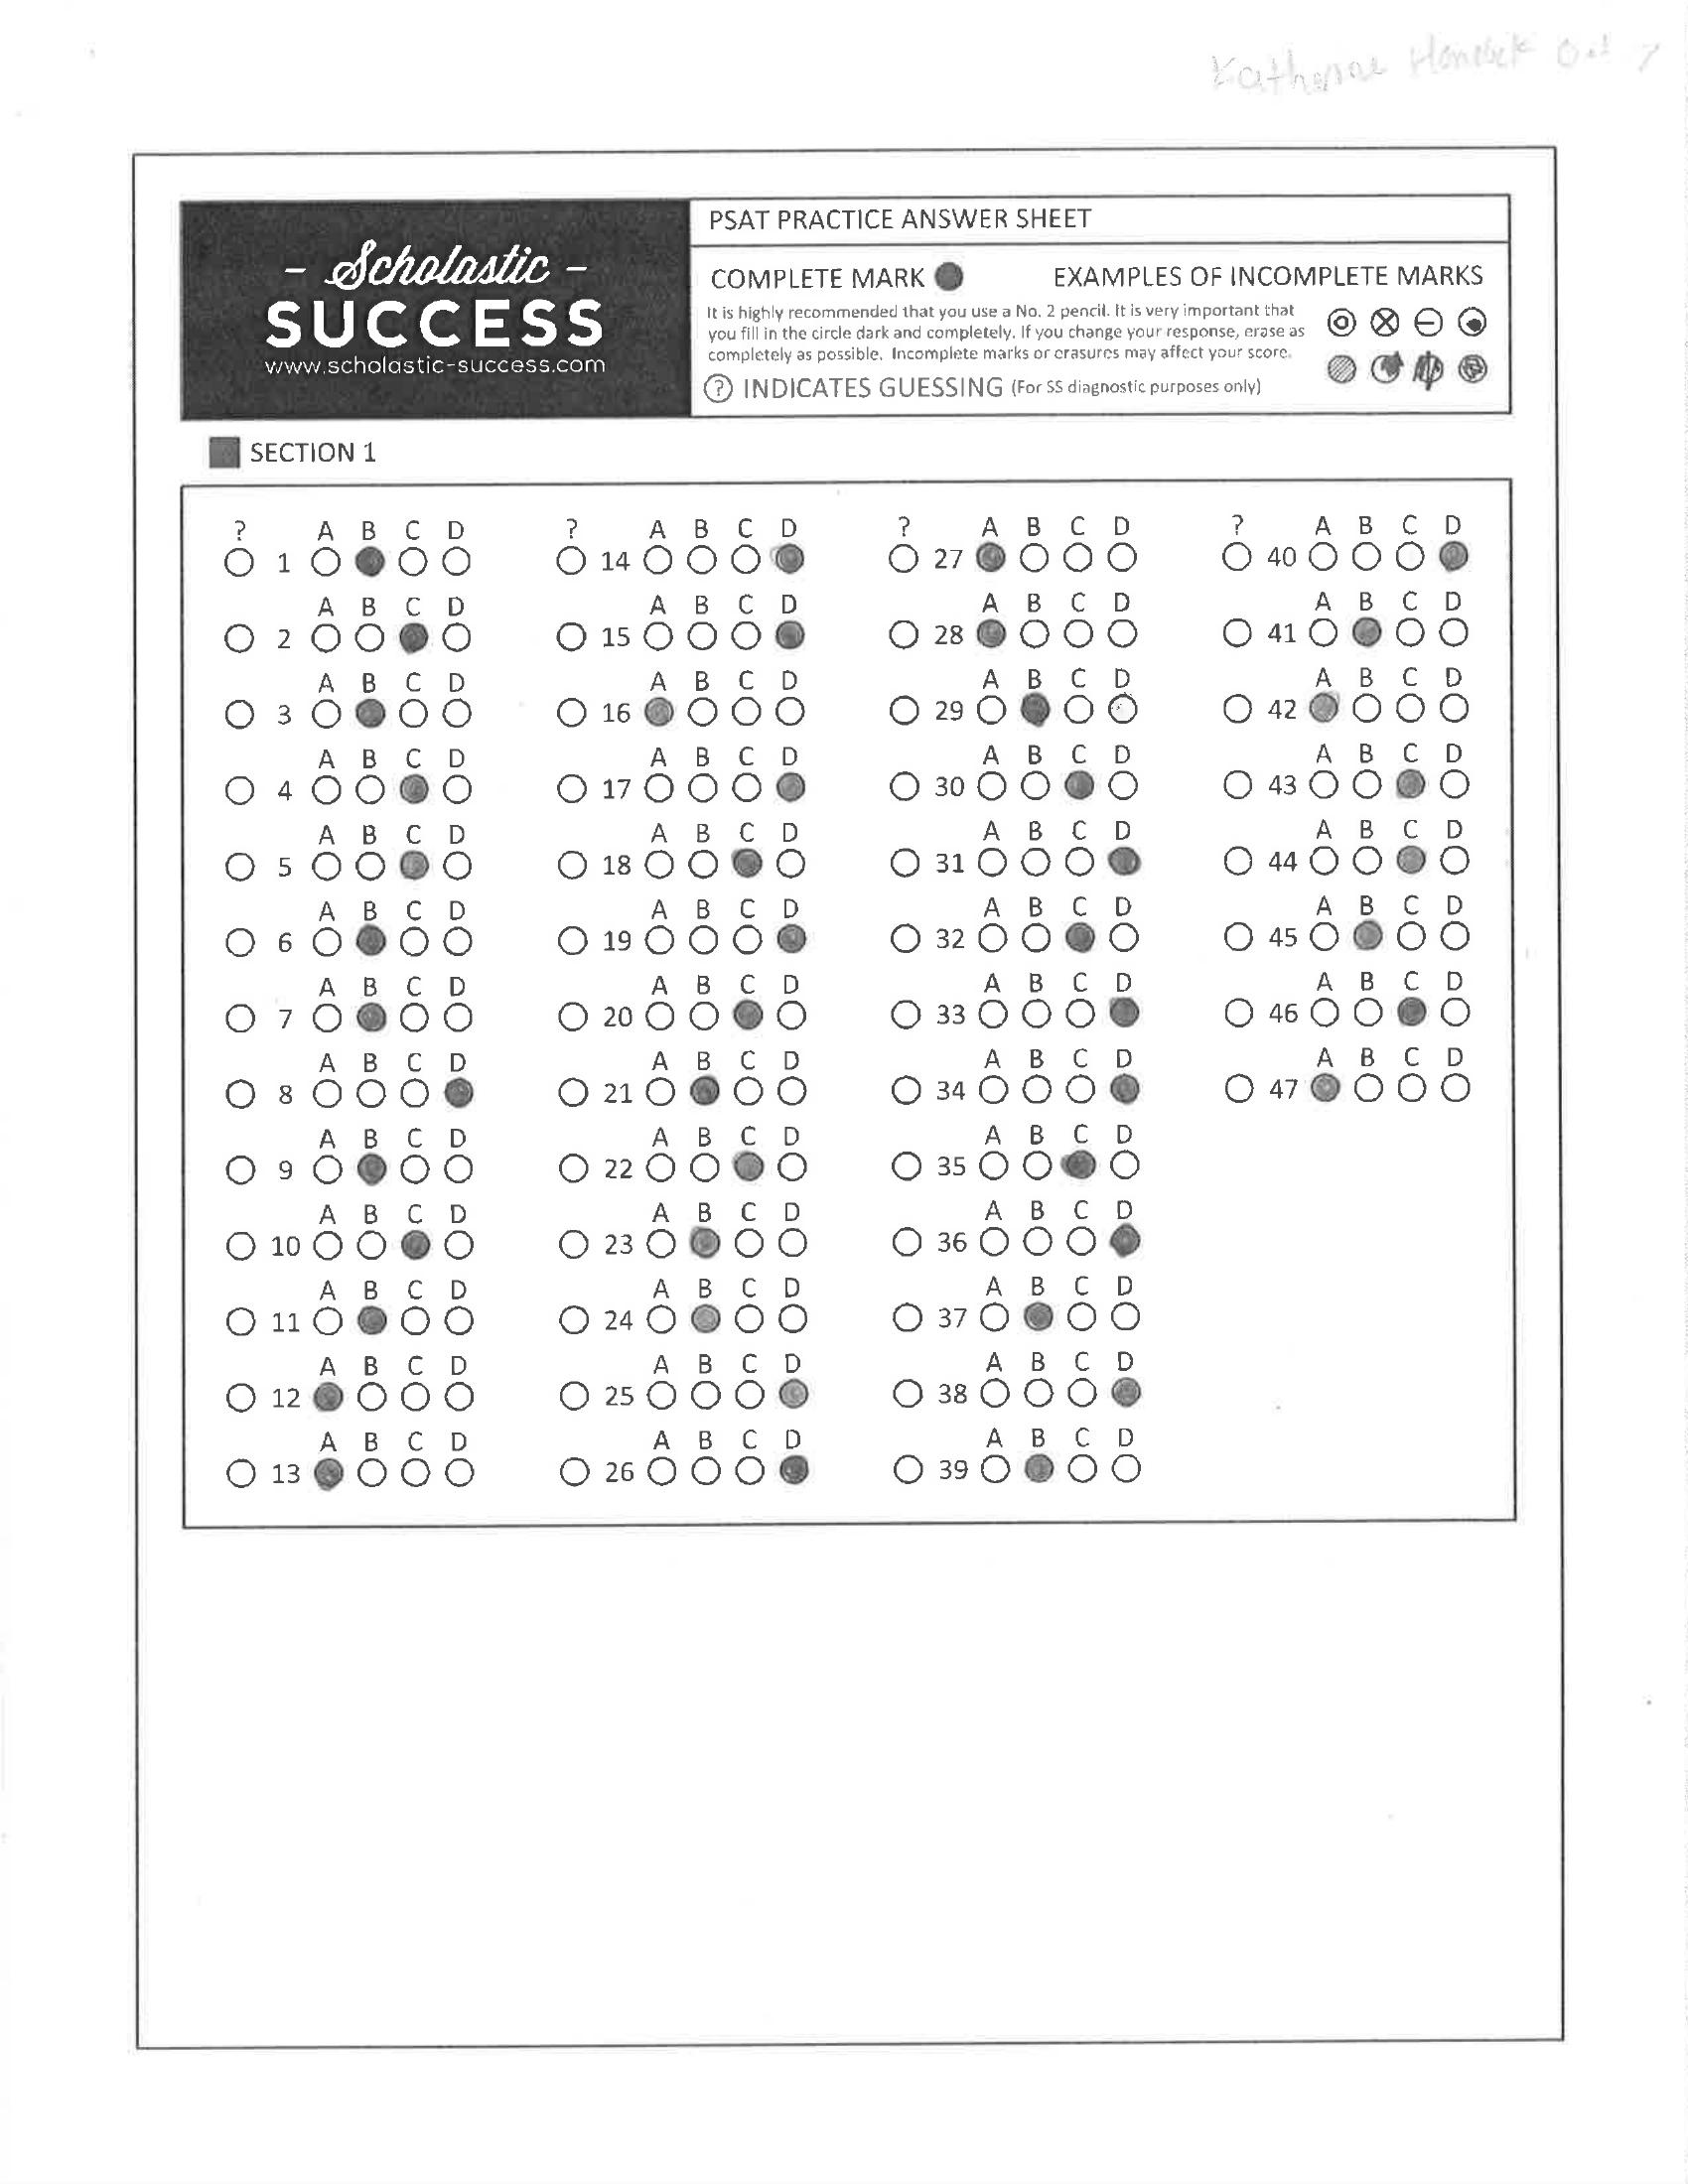 - Scholastic -
SUCCESS
www.scholastic-success.com
PSAT PRACTICE ANSWER SHEET
COMPLETE MARK
EXAMPLES OF INCOMPLETE MARKS
It is highly recommended that you use a No. 2 pencil. It is very important that
you fill in the circle dark and completely. If you change your response, erase as
completely as possible. Incomplete marks or erasures may affect your score.
? INDICATES GUESSING (For SS diagnostic purposes only)
SECTION 1
? A B C D
1
A B C D
2
A B C D
3
A B C D
4
A B C D
5
A B C D
6
A B C D
7
A B C D
8
A B C D
9
A B C D
10
A B C D
11
A B C D
12
A B C D
13
? A B C D
14
A B C D
15
A B C D
16
A B C D
17
A B C D
18
A B C D
19
A B C D
20
A B C D
21
A B C D
22
A B C D
23
A B C D
24
A B C D
25
A B C D
26
? A B C D
27
A B C D
28
A B C D
29
A B C D
30
A B C D
31
A B C D
32
A B C D
33
A B C D
34
A B C D
35
A B C D
36
A B C D
37
A B C D
38
A B C D
39
? A B C D
40
A B C D
41
A B C D
42
A B C D
43
A B C D
44
A B C D
45
A B C D
46
A B C D
47